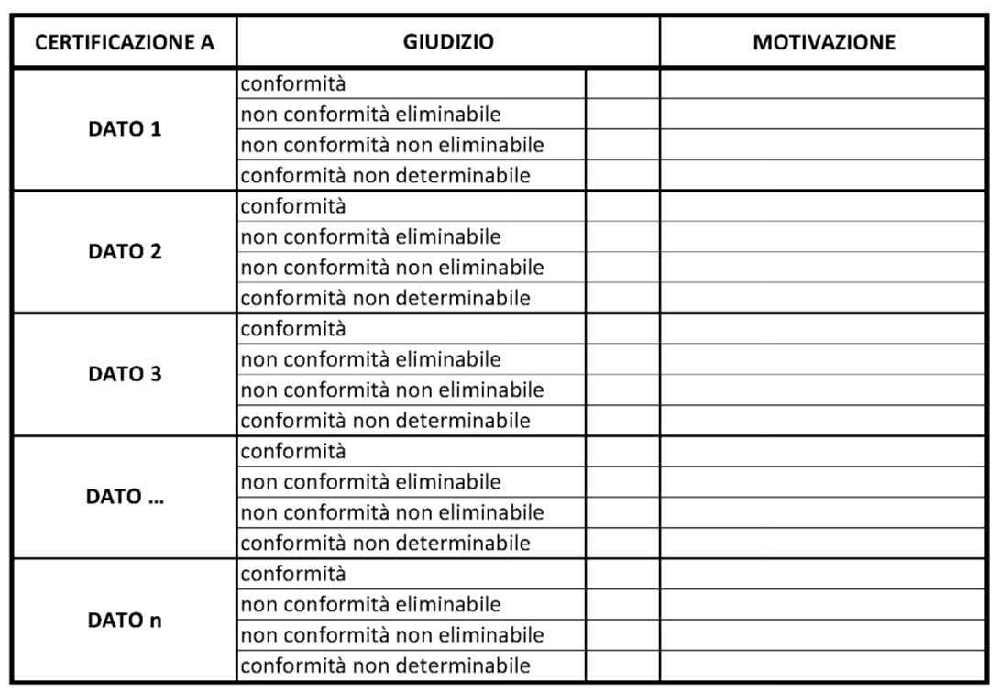 CERTIFICAZIONE A GIUDIZIO MOTIVAZIONE
DATO 1
conformità
non conformità eliminabile
non conformità non eliminabile
conformità non determinabile
DATO 2
conformità
non conformità eliminabile
non conformità non eliminabile
conformità non determinabile
DATO 3
conformità
non conformità eliminabile
non conformità non eliminabile
conformità non determinabile
DATO ...
conformità
non conformità eliminabile
non conformità non eliminabile
conformità non determinabile
DATO n
conformità
non conformità eliminabile
non conformità non eliminabile
conformità non determinabile